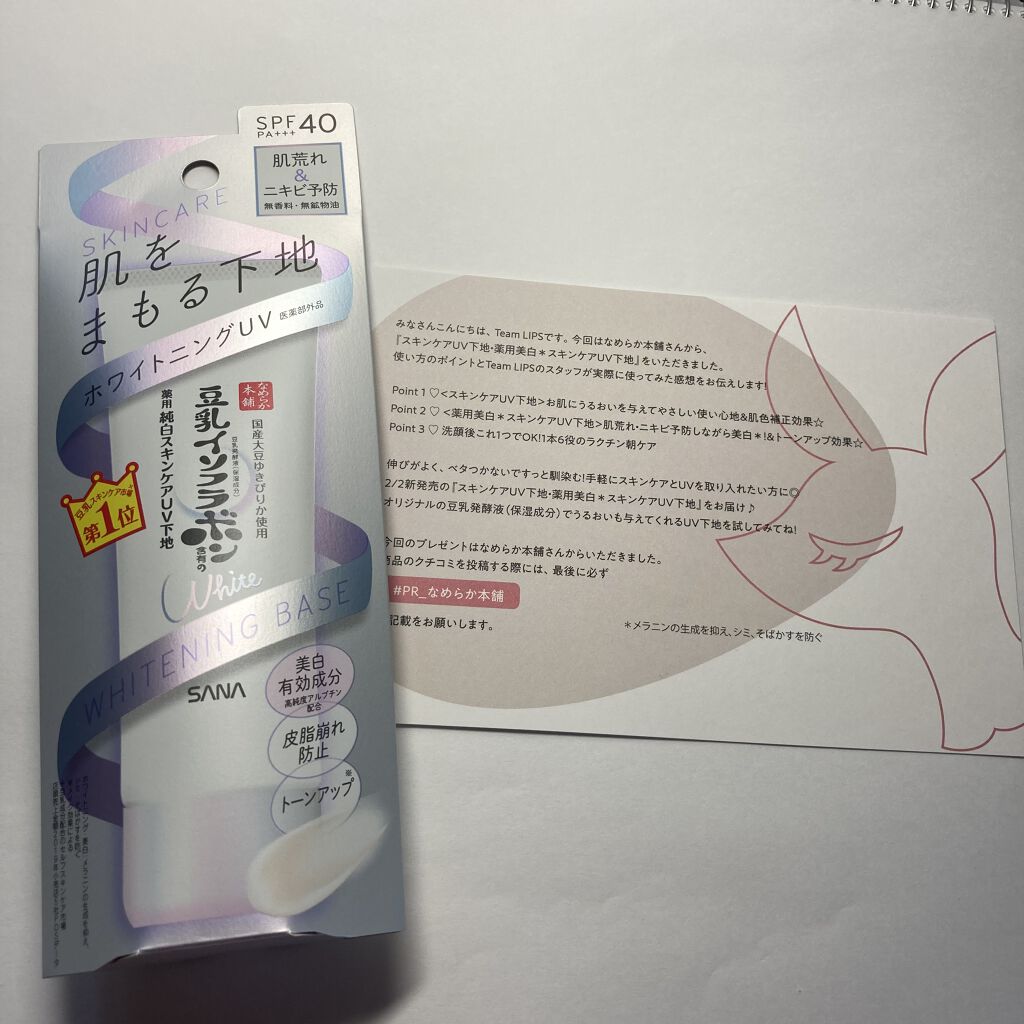 SPF 40
PA+++
肌荒れ
&
ニキビ予防
無香料・無鉱物油
SKINCARE
肌を
まもる下地
ホワイトニングUV 医薬部外品
なめらか
本舗
国産大豆ゆきぴりか使用
豆乳発酵液(保湿成分)
豆乳イソフラボン
含有の
White
薬用 純白スキンケアUV下地
豆乳スキンケア市場
第1位
WHITENING BASE
SANA
美白
有効成分
高純度アルブチン
配合
皮脂崩れ
防止
トーンアップ※
みなさんこんにちは、Team LIPSです。今回はなめらか本舗さんから、
『スキンケアUV下地・薬用美白＊スキンケアUV下地』をいただきました。
使い方のポイントとTeam LIPSのスタッフが実際に使ってみた感想をお伝えします!
Point 1 ♡<スキンケアUV下地>お肌にうるおいを与えてやさしい使い心地&肌色補正効果☆
Point 2 ♡ <薬用美白＊スキンケアUV下地>肌荒れ・ニキビ予防しながら美白＊!&トーンアップ効果☆
Point 3 ♡ 洗顔後これ1つでOK!1本6役のラクチン朝ケア
伸びがよく、ベタつかないですっと馴染む!手軽にスキンケアとUVを取り入れたい方に◎
2/2新発売の『スキンケアUV下地・薬用美白＊スキンケアUV下地』をお届け♪
オリジナルの豆乳発酵液(保湿成分)でうるおいも与えてくれるUV下地を試してみてね!
今回のプレゼントはなめらか本舗さんからいただきました。
商品のクチコミを投稿する際には、最後に必ず
#PR_なめらか本舗
記載をお願いします。
＊メラニンの生成を抑え、シミ、そばかすを防ぐ